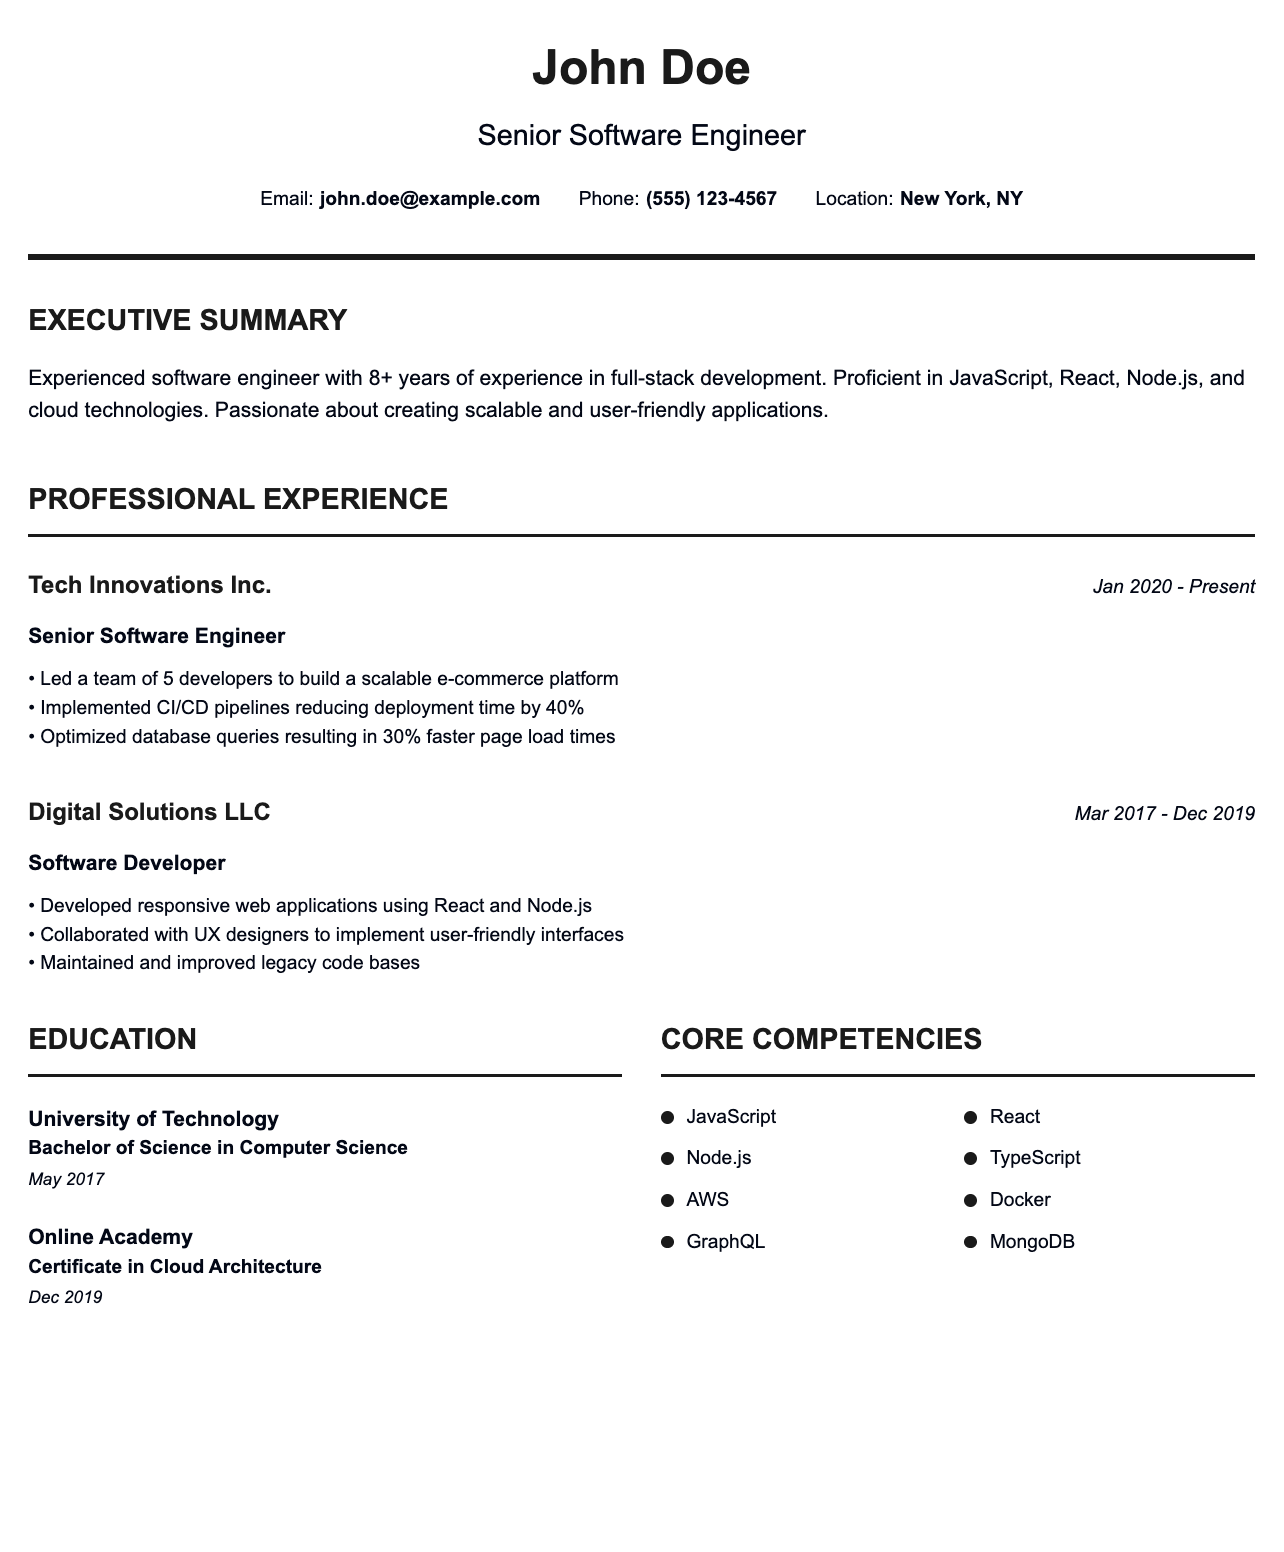 John Doe
Senior Software Engineer
Email: john.doe@example.com Phone: (555) 123-4567 Location: New York, NY
EXECUTIVE SUMMARY
Experienced software engineer with 8+ years of experience in full-stack development. Proficient in JavaScript, React, Node.js, and
cloud technologies. Passionate about creating scalable and user-friendly applications.
PROFESSIONAL EXPERIENCE
Tech Innovations Inc. Jan 2020 - Present
Senior Software Engineer
• Led a team of 5 developers to build a scalable e-commerce platform
• Implemented CI/CD pipelines reducing deployment time by 40%
• Optimized database queries resulting in 30% faster page load times
Digital Solutions LLC Mar 2017 - Dec 2019
Software Developer
• Developed responsive web applications using React and Node.js
• Collaborated with UX designers to implement user-friendly interfaces
• Maintained and improved legacy code bases
EDUCATION
University of Technology
Bachelor of Science in Computer Science
May 2017
Online Academy
Certificate in Cloud Architecture
Dec 2019
CORE COMPETENCIES
● JavaScript ● React
● Node.js ● TypeScript
● AWS ● Docker
● GraphQL ● MongoDB